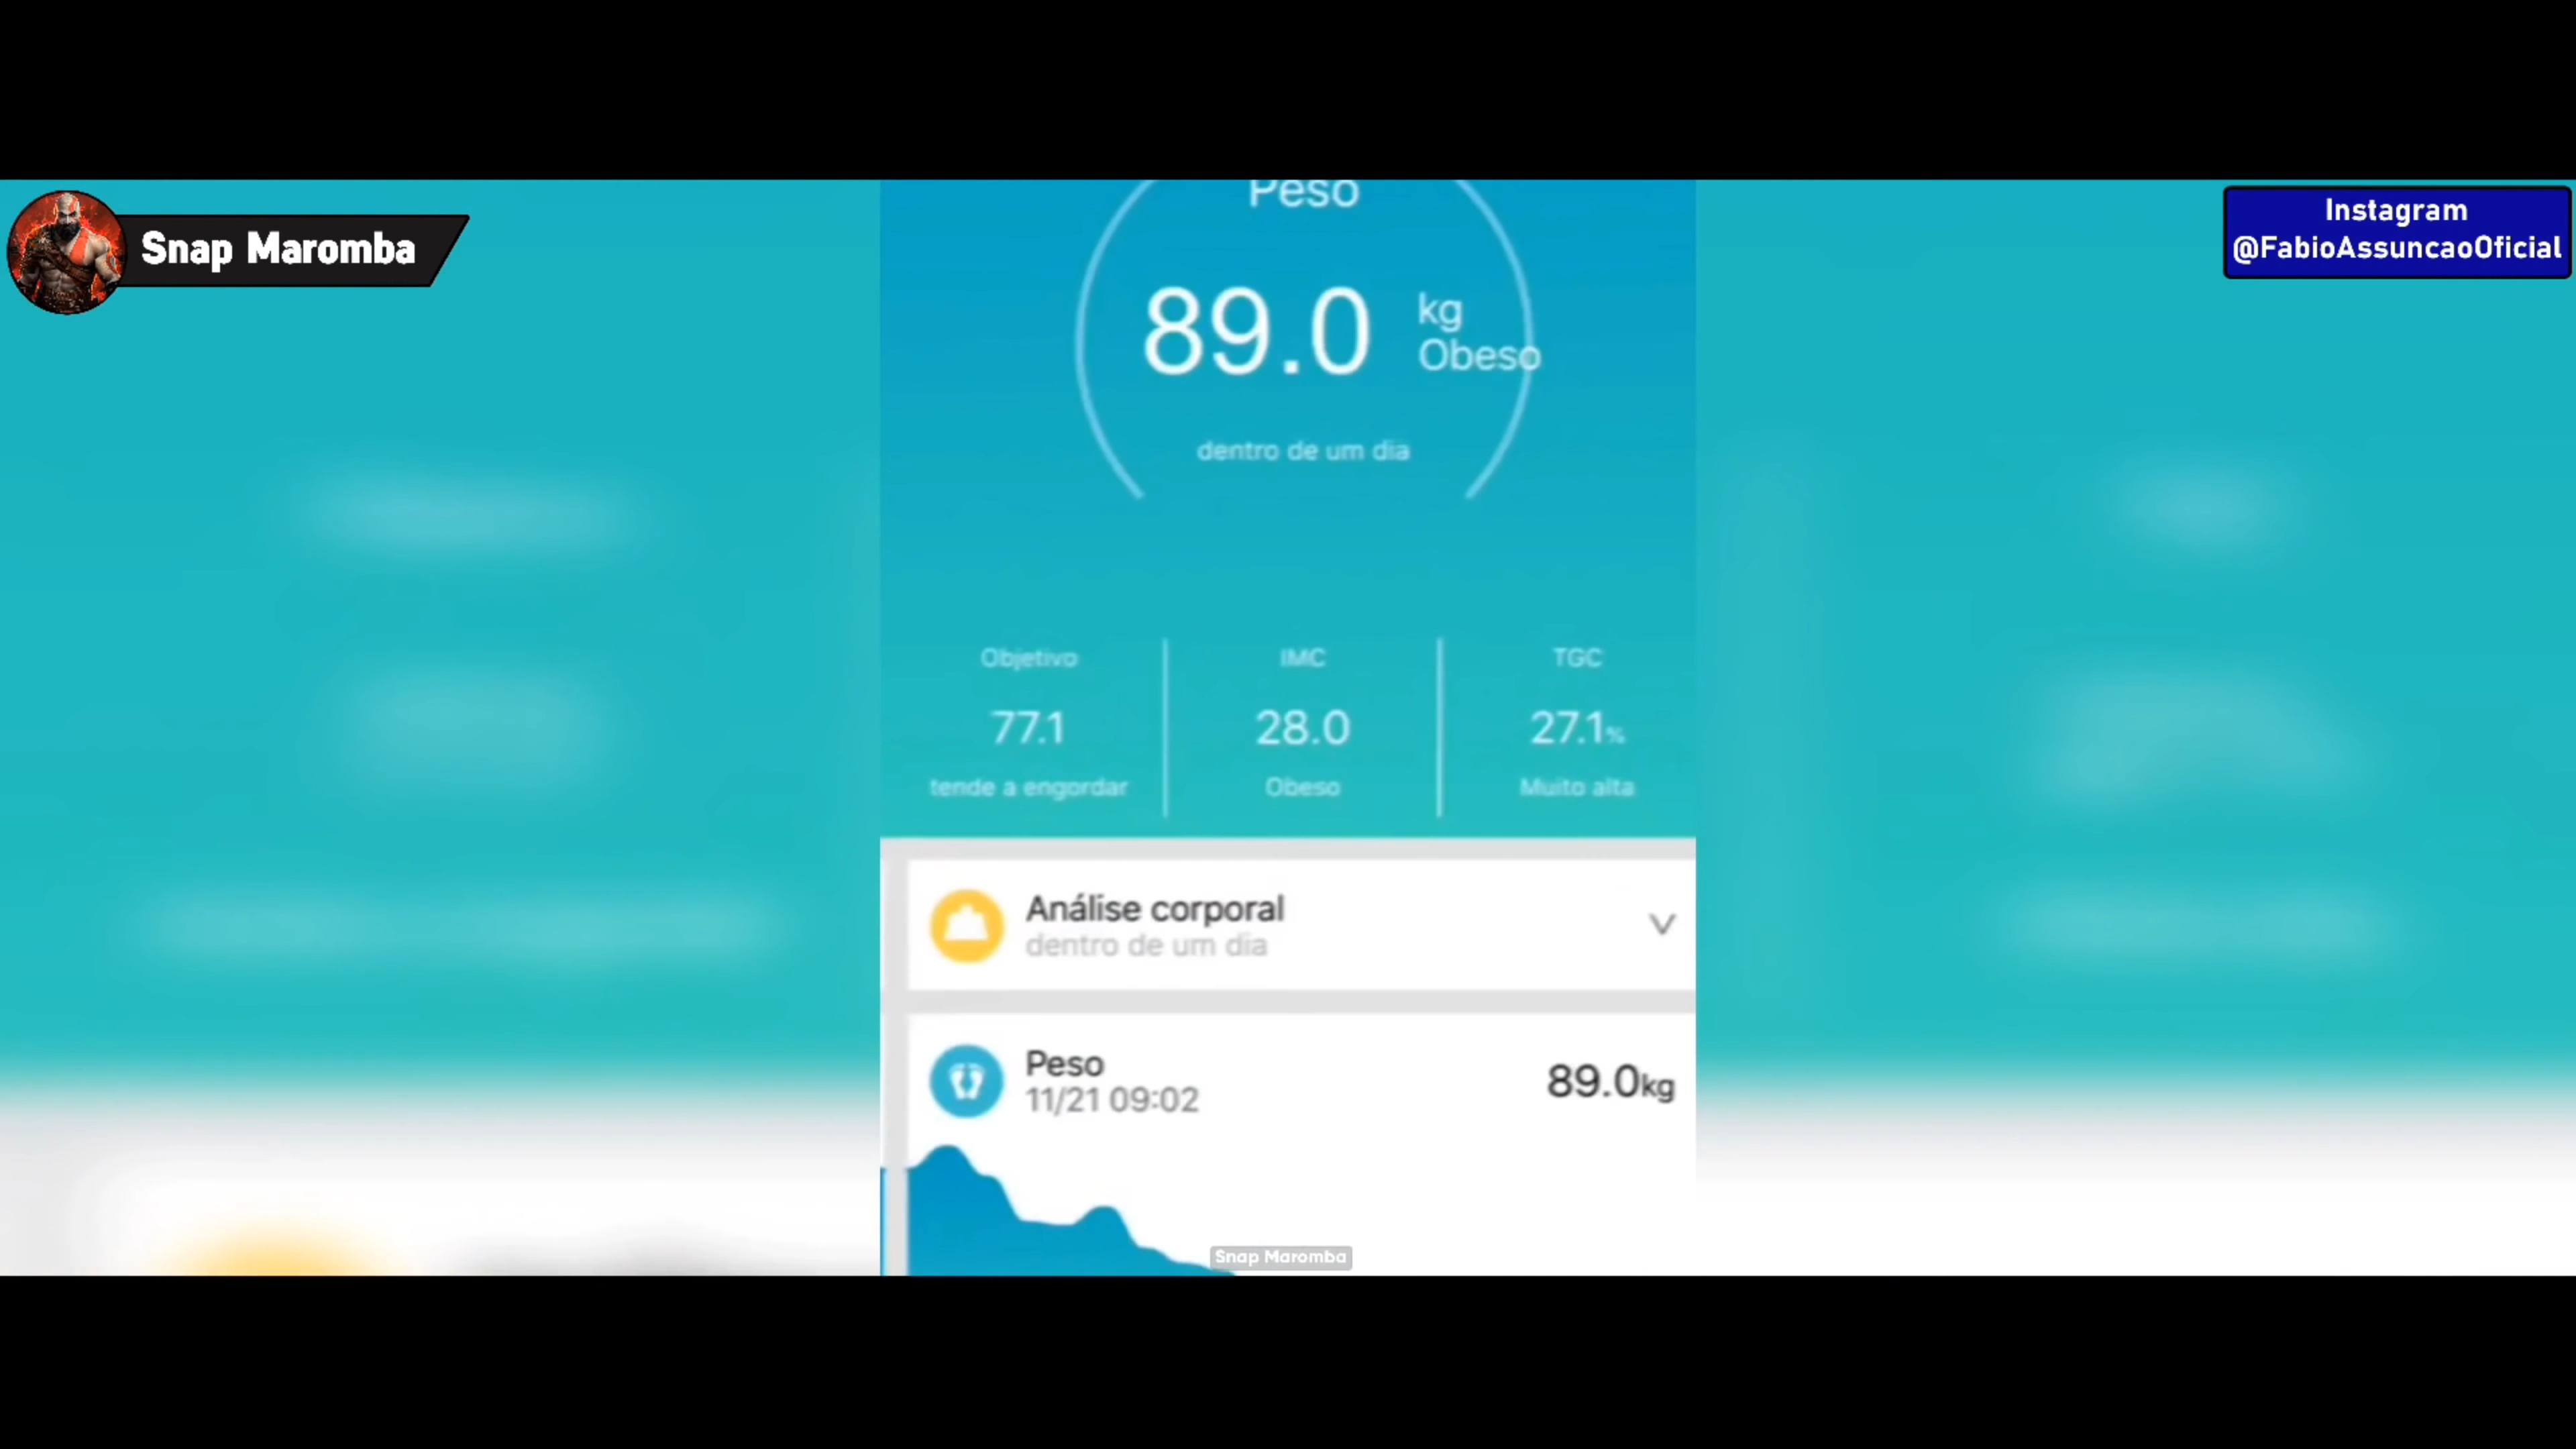 Snap Maromba
Instagram
@FabioAssuncaoOficial
Peso
89.0
kg
Obeso
dentro de um dia
Objetivo
IMC
TGC
77.1
28.0
27.1%
tende a engordar
Obeso
Muito alta
Análise corporal
dentro de um dia
Peso
11/21 09:02
89.0kg
Snap Maromba